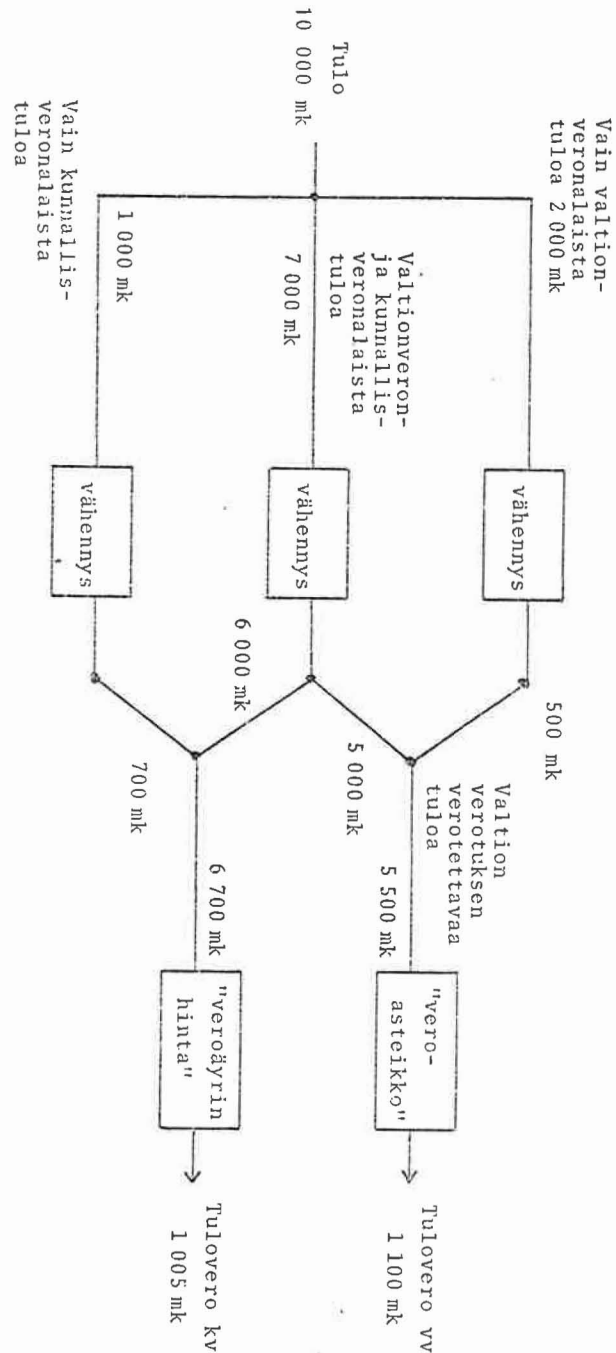 Tulo
10 000 mk
Vain valtion-
veronalaista
tuloa 2 000 mk
Valtionveron-
ja kunnallis-
veronalaista
tuloa
7 000 mk
1 000 mk
Vain kunnallis-
veronalaista
tuloa
vähennys
vähennys
vähennys
500 mk
5 000 mk
6 000 mk
700 mk
Valtion
verotuksen
verotettavaa
tuloa
5 500 mk
6 700 mk
"vero-
asteikko"
"veroäyrin
hinta"
Tulovero vv
1 100 mk
Tulovero kv
1 005 mk